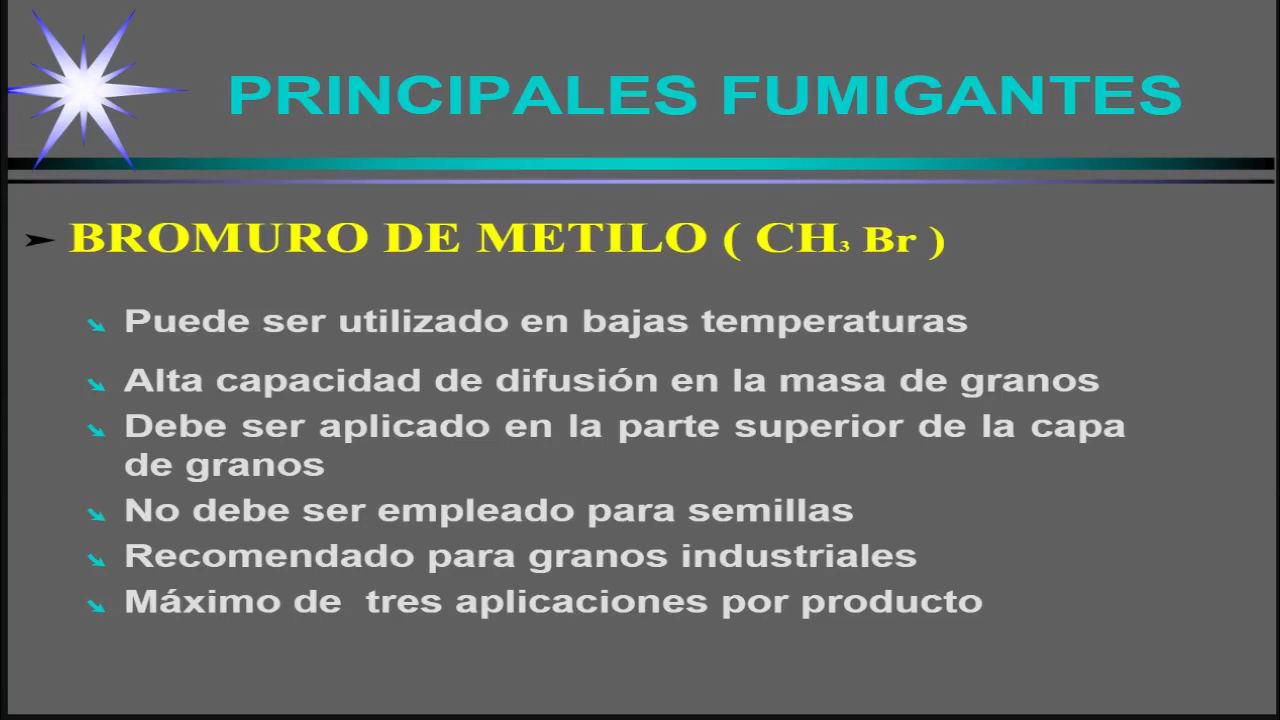 PRINCIPALES FUMIGANTES
BROMURO DE METILO ( CH₃ Br )
Puede ser utilizado en bajas temperaturas
Alta capacidad de difusión en la masa de granos
Debe ser aplicado en la parte superior de la capa
de granos
No debe ser empleado para semillas
Recomendado para granos industriales
Máximo de tres aplicaciones por producto